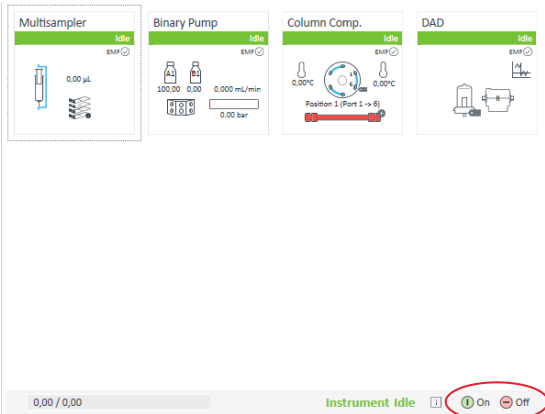 Multisampler
Idle
EMF
0,00 µL
Binary Pump
Idle
EMF
A1 B1
100,00 0,00 0,000 mL/min
0,00 bar
Column Comp.
Idle
EMF
0,00°C 1 6 0,00°C
Position 1 (Port 1 -> 6)
DAD
Idle
EMF
0,00 / 0,00 Instrument Idle i On Off